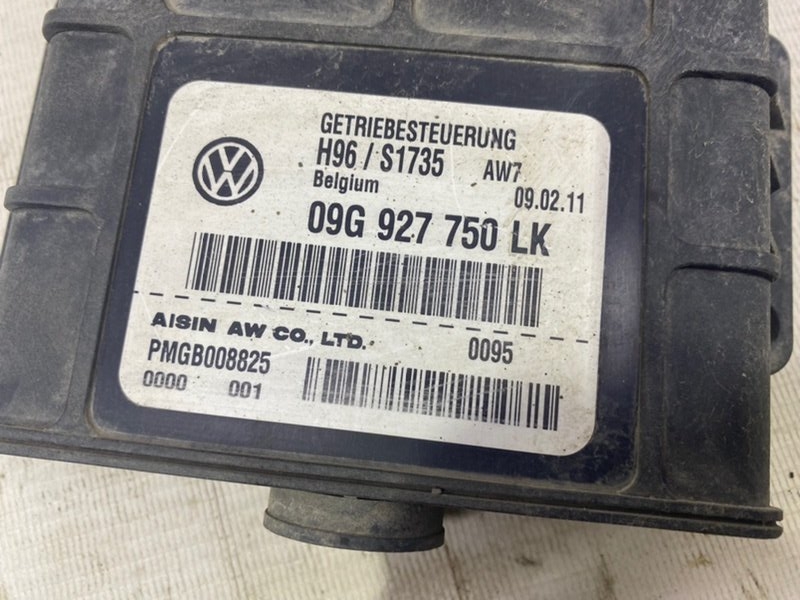 GETRIEBESTEUERUNG
H96 / S1735 AW7
Belgium 09.02.11
09G 927 750 LK
AISIN AW CO., LTD. 0095
PMGB008825
0000 001